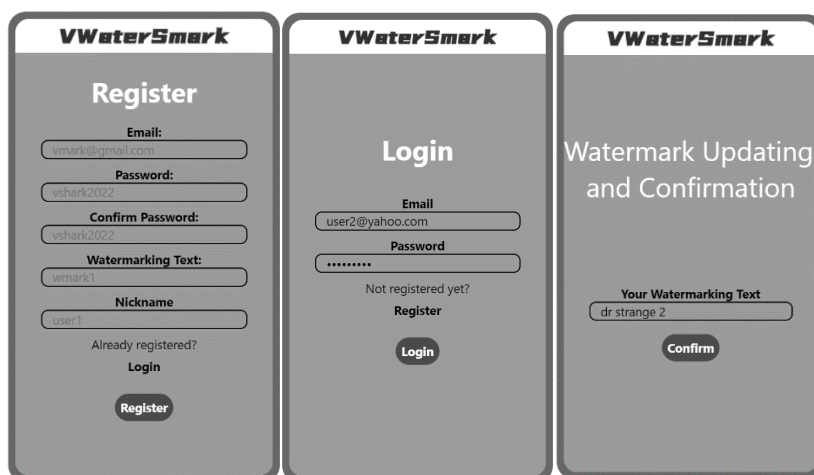 VWaterSmark
Register
Email:
vmark@gmail.com
Password:
vshark2022
Confirm Password:
vshark2022
Watermarking Text:
wmark1
Nickname
user1
Already registered?
Login
Register
VWaterSmark
Login
Email
user2@yahoo.com
Password
•••••••••
Not registered yet?
Register
Login
VWaterSmark
Watermark Updating
and Confirmation
Your Watermarking Text
dr strange 2
Confirm